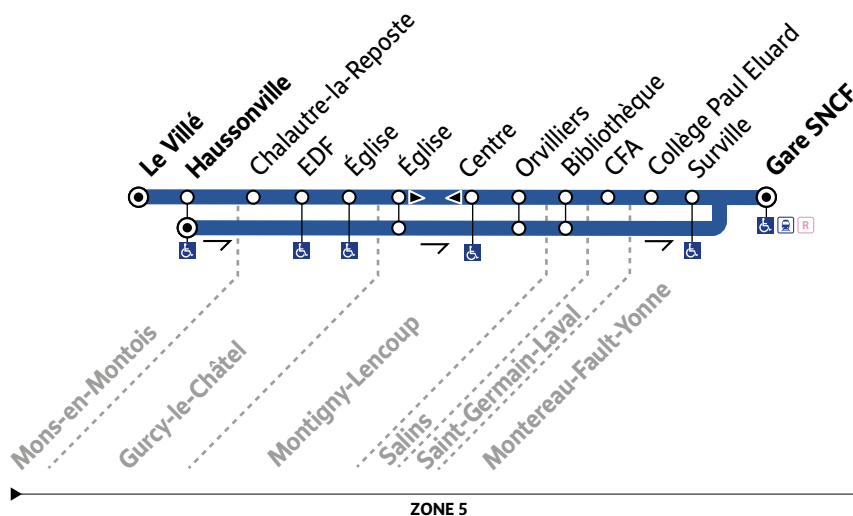 Le Villé
Haussonville
Chalautre-la-Reposte
EDF
Église
Église
Centre
Orvilliers
Bibliothèque
CFA
Collège Paul Eluard
Surville
Gare SNCF
R
Mons-en-Montois
Gurcy-le-Châtel
Montigny-Lencoup
Salins
Saint-Germain-Laval
Montereau-Fault-Yonne
ZONE 5